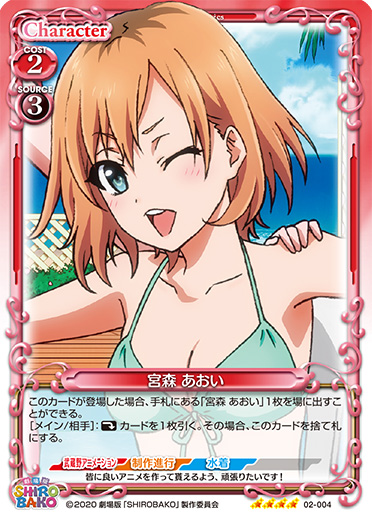 Character
COST
2
SOURCE
3
宮森 あおい
このカードが登場した場合、手札にある「宮森 あおい」1枚を場に出すこ
とができる。
[メイン/相手]: カードを1枚引く。その場合、このカードを捨て札
にする。
武蔵野アニメーション 制作進行 水着
皆に良いアニメを作って貰えるよう、頑張りたいです!
劇場版
SHIRO
BAKO
©2020 劇場版「SHIROBAKO」製作委員会
02-004